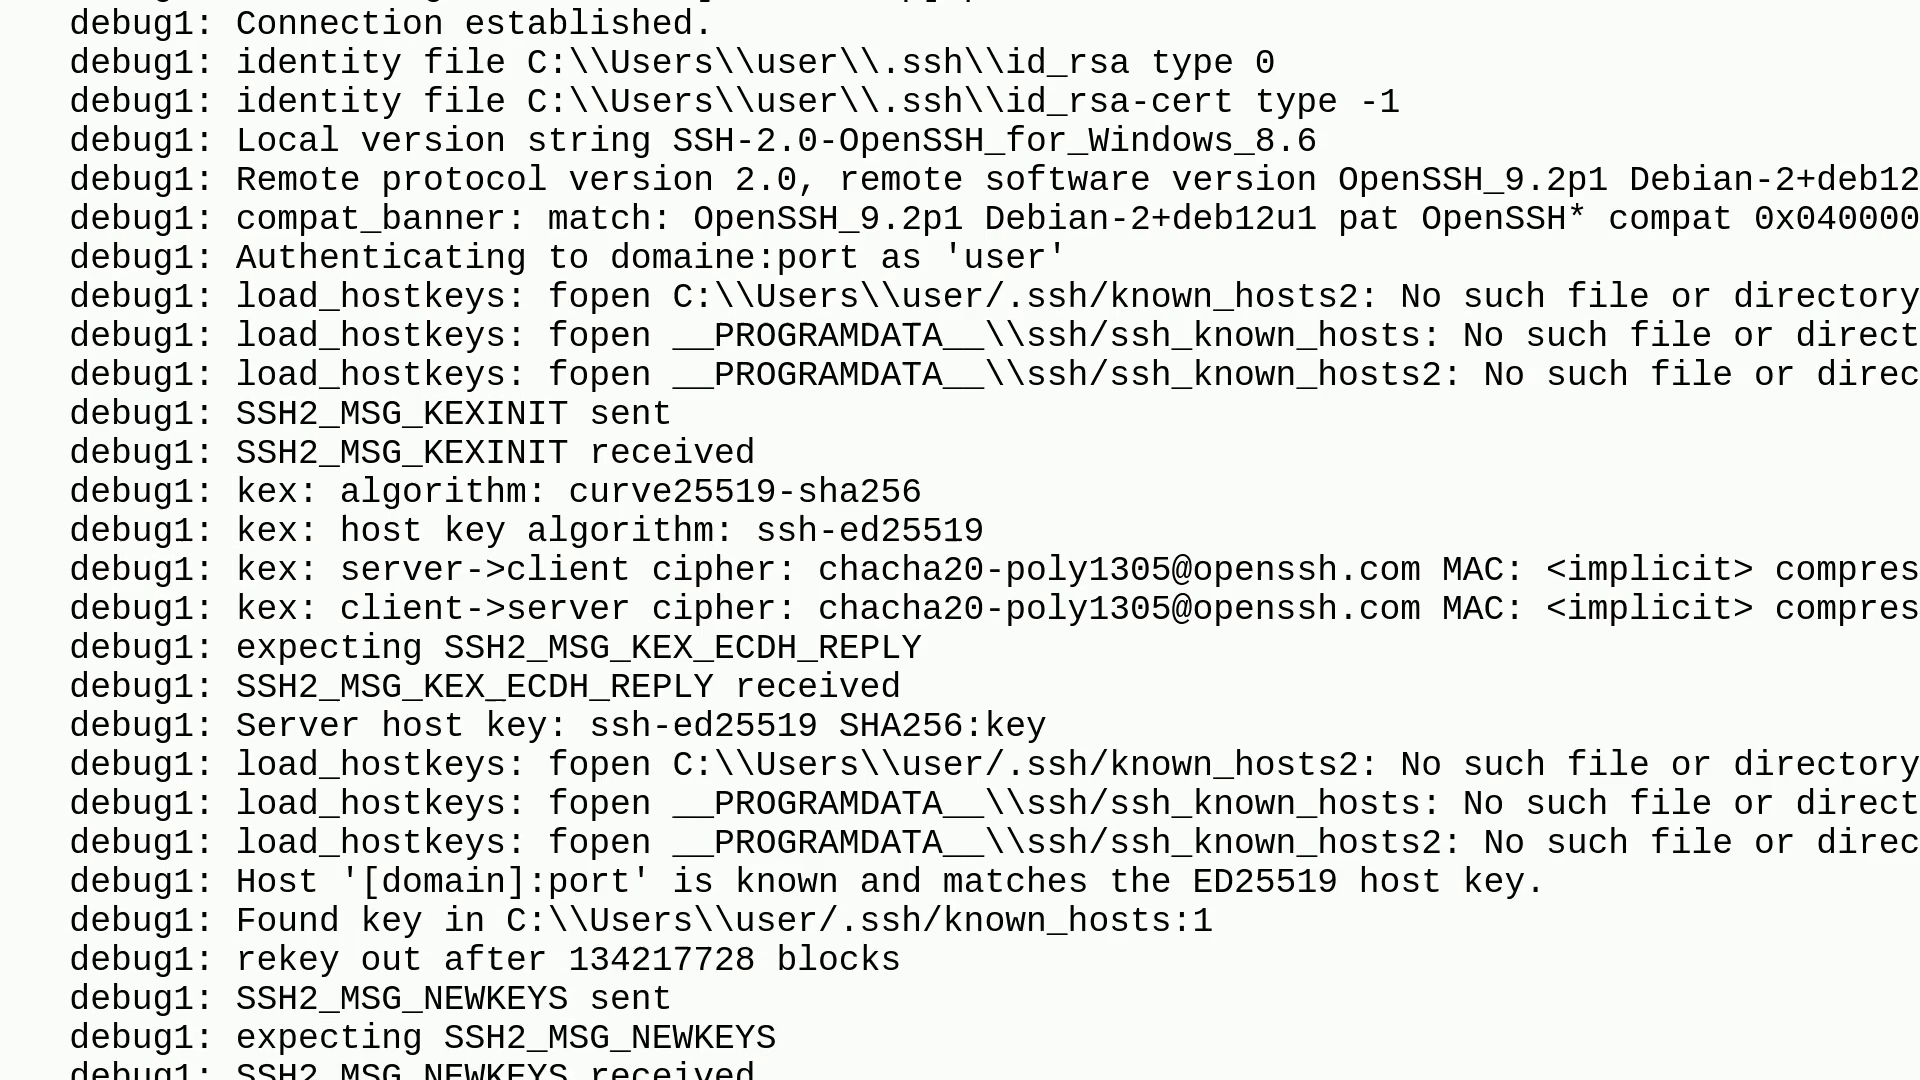 debug1: Connection established.
debug1: identity file C:\\Users\\user\\.ssh\\id_rsa type 0
debug1: identity file C:\\Users\\user\\.ssh\\id_rsa-cert type -1
debug1: Local version string SSH-2.0-OpenSSH_for_Windows_8.6
debug1: Remote protocol version 2.0, remote software version OpenSSH_9.2p1 Debian-2+deb12
debug1: compat_banner: match: OpenSSH_9.2p1 Debian-2+deb12u1 pat OpenSSH* compat 0x040000
debug1: Authenticating to domaine:port as 'user'
debug1: load_hostkeys: fopen C:\\Users\\user/.ssh/known_hosts2: No such file or directory
debug1: load_hostkeys: fopen __PROGRAMDATA__\\ssh/ssh_known_hosts: No such file or direct
debug1: load_hostkeys: fopen __PROGRAMDATA__\\ssh/ssh_known_hosts2: No such file or direc
debug1: SSH2_MSG_KEXINIT sent
debug1: SSH2_MSG_KEXINIT received
debug1: kex: algorithm: curve25519-sha256
debug1: kex: host key algorithm: ssh-ed25519
debug1: kex: server->client cipher: chacha20-poly1305@openssh.com MAC: <implicit> compres
debug1: kex: client->server cipher: chacha20-poly1305@openssh.com MAC: <implicit> compres
debug1: expecting SSH2_MSG_KEX_ECDH_REPLY
debug1: SSH2_MSG_KEX_ECDH_REPLY received
debug1: Server host key: ssh-ed25519 SHA256:key
debug1: load_hostkeys: fopen C:\\Users\\user/.ssh/known_hosts2: No such file or directory
debug1: load_hostkeys: fopen __PROGRAMDATA__\\ssh/ssh_known_hosts: No such file or direct
debug1: load_hostkeys: fopen __PROGRAMDATA__\\ssh/ssh_known_hosts2: No such file or direc
debug1: Host '[domain]:port' is known and matches the ED25519 host key.
debug1: Found key in C:\\Users\\user/.ssh/known_hosts:1
debug1: rekey out after 134217728 blocks
debug1: SSH2_MSG_NEWKEYS sent
debug1: expecting SSH2_MSG_NEWKEYS
debug1: SSH2_MSG_NEWKEYS received